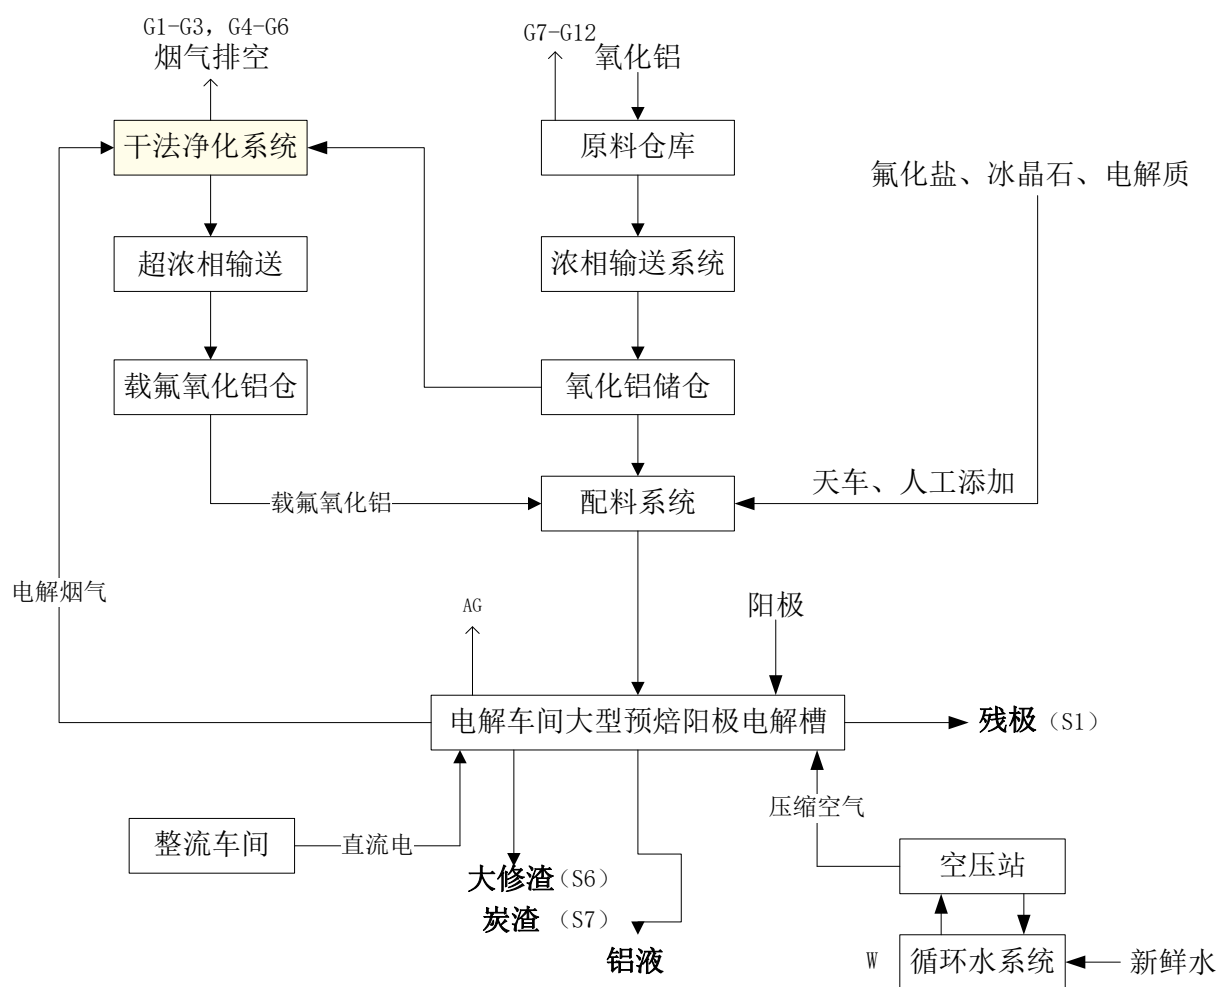 G1-G3，G4-G6
烟气排空
G7-G12
氧化铝
干法净化系统
原料仓库
氟化盐、冰晶石、电解质
超浓相输送
浓相输送系统
载氟氧化铝仓
氧化铝储仓
天车、人工添加
载氟氧化铝
配料系统
电解烟气
AG
阳极
电解车间大型预焙阳极电解槽
残极（S1）
压缩空气
整流车间
直流电
空压站
大修渣（S6）
炭渣（S7）
铝液
W
循环水系统
新鲜水